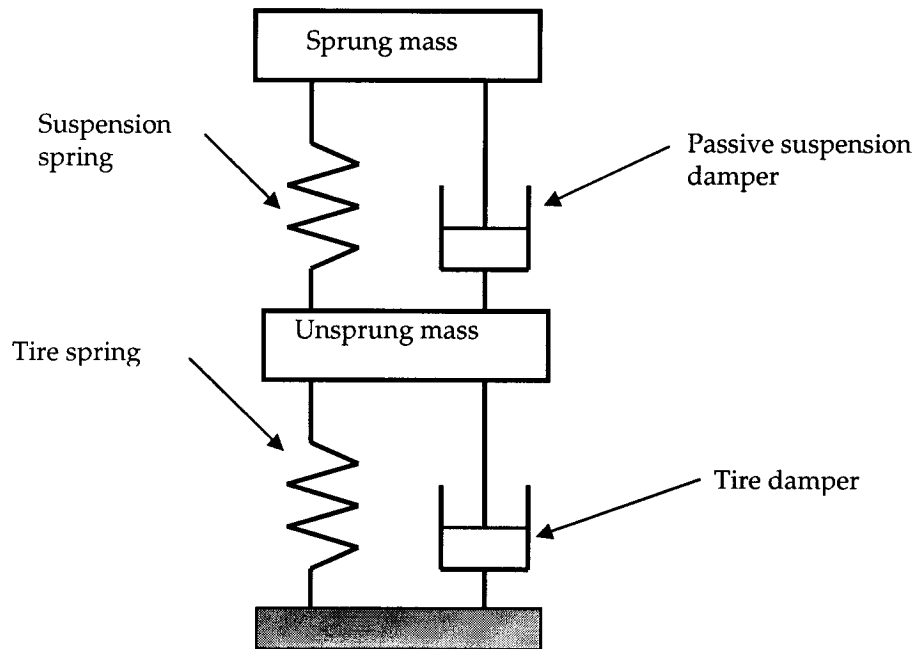 Sprung mass
Suspension
spring
Passive suspension
damper
Unsprung mass
Tire spring
Tire damper